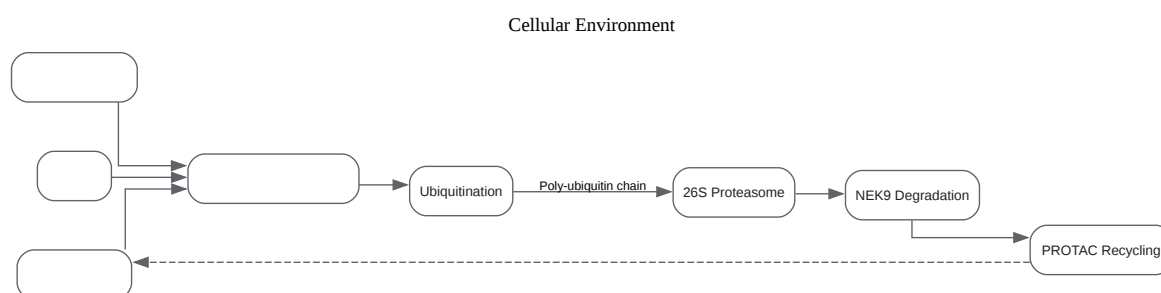 Cellular Environment
Ubiquitination
Poly-ubiquitin chain
26S Proteasome
NEK9 Degradation
PROTAC Recycling